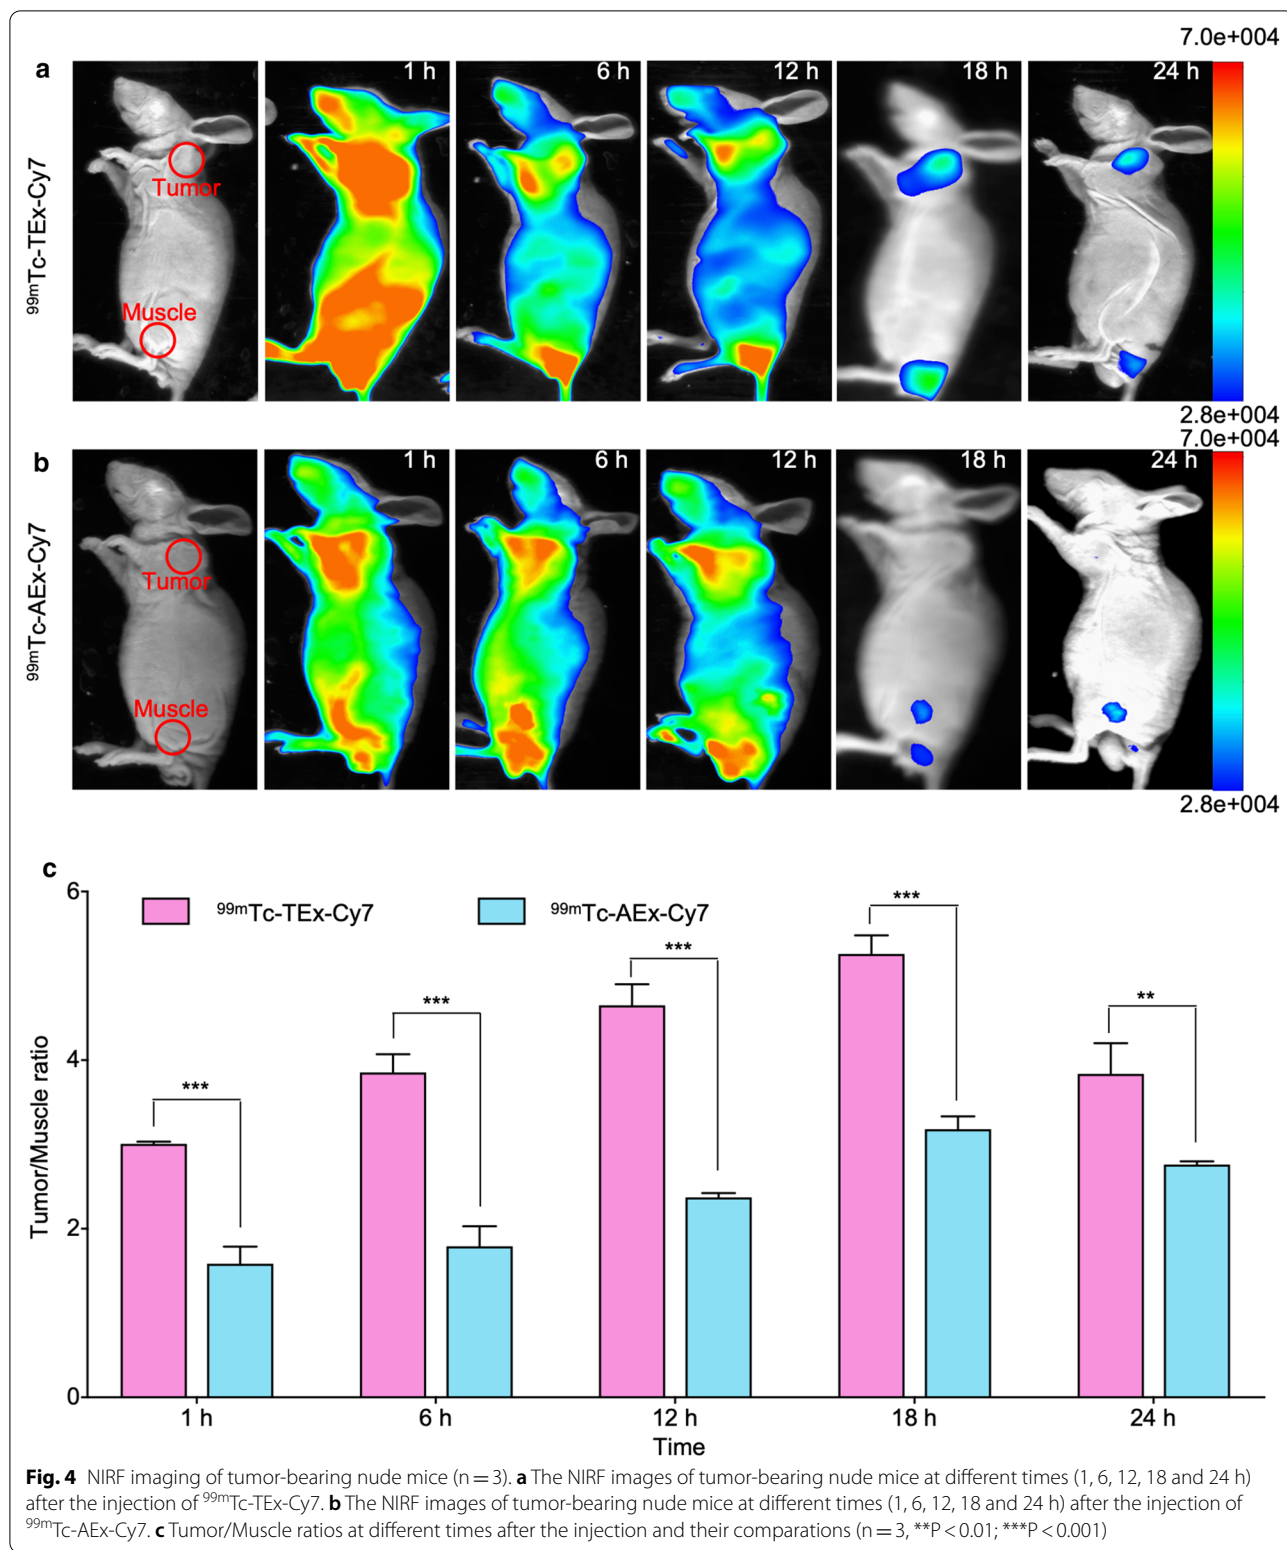 7.0e+004
a
1 h
6 h
12 h
18 h
24 h
99mTc-TEx-Cy7
Tumor
Muscle
2.8e+004
7.0e+004
b
1 h
6 h
12 h
18 h
24 h
99mTc-AEx-Cy7
Tumor
Muscle
2.8e+004
c
99mTc-TEx-Cy7
99mTc-AEx-Cy7
6
4
2
0
Tumor/Muscle ratio
***
***
***
***
**
1 h
6 h
12 h
18 h
24 h
Time
Fig. 4 NIRF imaging of tumor-bearing nude mice (n = 3). a The NIRF images of tumor-bearing nude mice at different times (1, 6, 12, 18 and 24 h)
after the injection of 99mTc-TEx-Cy7. b The NIRF images of tumor-bearing nude mice at different times (1, 6, 12, 18 and 24 h) after the injection of
99mTc-AEx-Cy7. c Tumor/Muscle ratios at different times after the injection and their comparations (n = 3, **P < 0.01; ***P < 0.001)